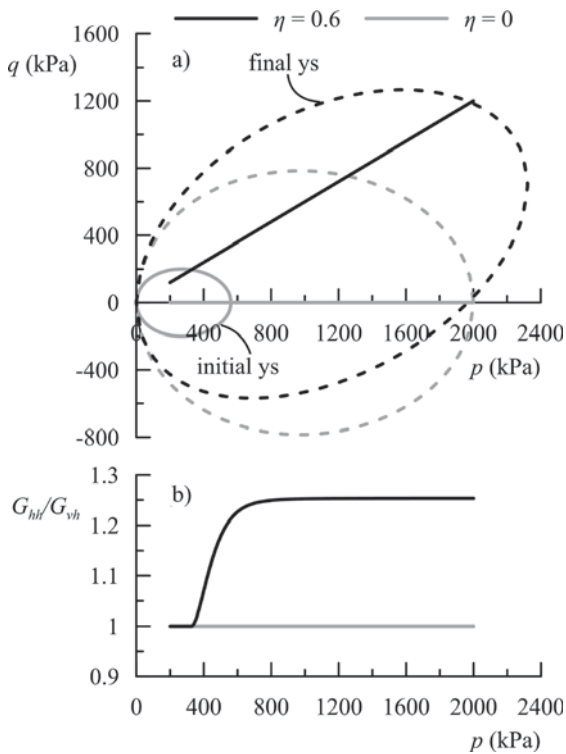 η = 0.6 η = 0
q (kPa)
1600
1200
800
400
0
-400
-800
a)
final ys
initial ys
0 400 800 1200 1600 2000 2400
p (kPa)
b)
G_hh/G_vh
1.3
1.2
1.1
1
0.9
0 400 800 1200 1600 2000 2400
p (kPa)